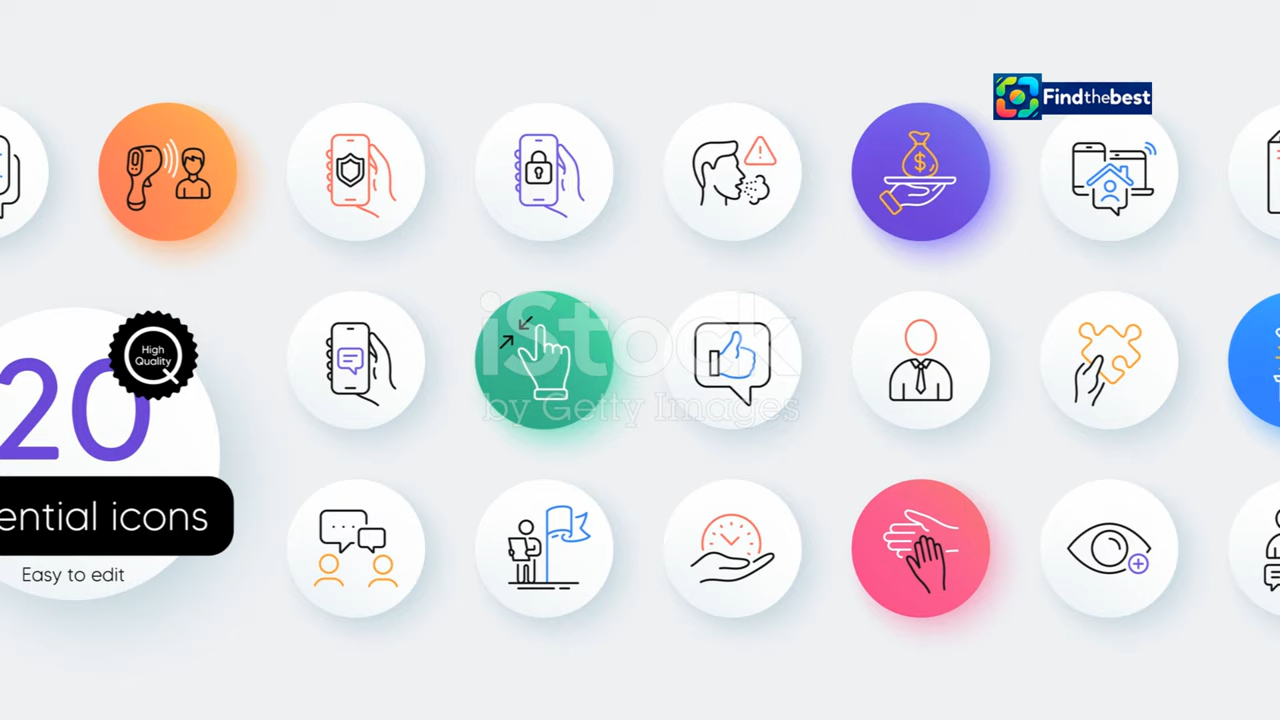 Findthebest
High
Quality
20
ential icons
Easy to edit
iStock
by Getty Images
$